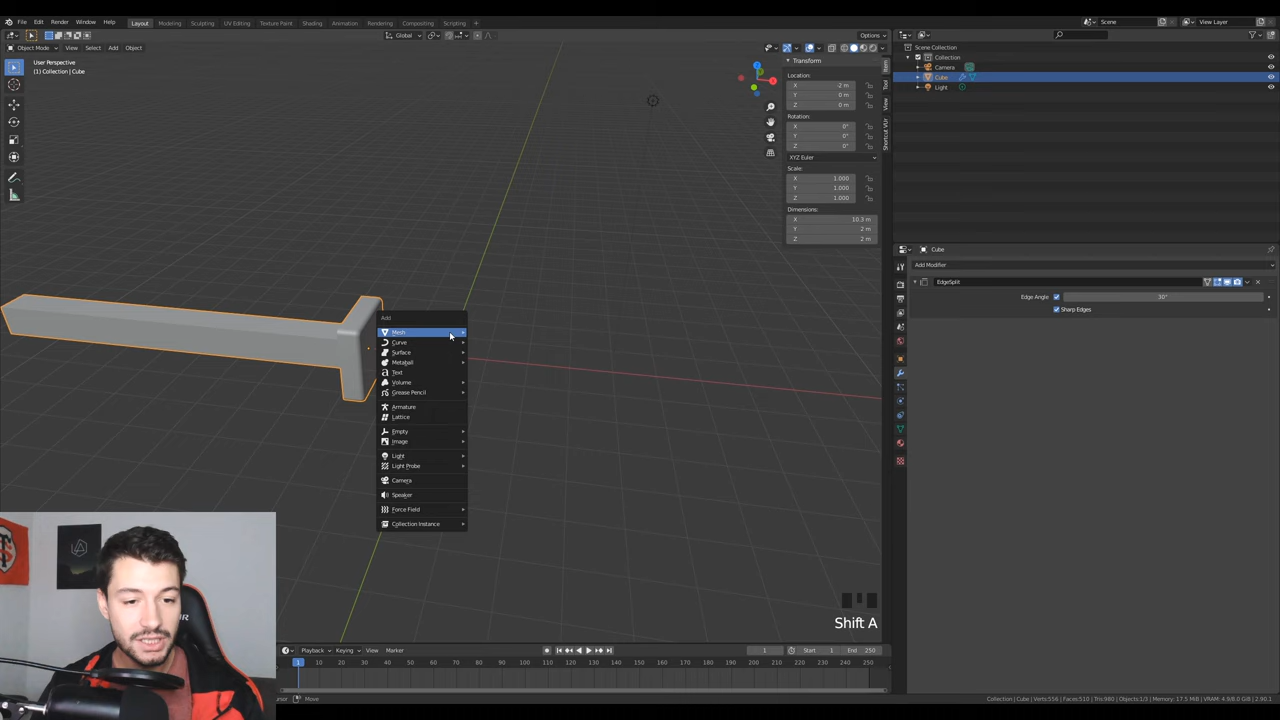 File Edit Render Window Help Layout Modeling Sculpting UV Editing Texture Paint Shading Animation Rendering Compositing Scripting + Scene View Layer
Object Mode View Select Add Object Global Options
User Perspective
(1) Collection | Cube
Transform
Location:
X -2 m
Y 0 m
Z 0 m
Rotation:
X 0°
Y 0°
Z 0°
XYZ Euler
Scale:
X 1.000
Y 1.000
Z 1.000
Dimensions:
X 10.3 m
Y 2 m
Z 2 m
Item
Tool
View
Shortcut VUr
Scene Collection
Collection
Camera
Cube
Light
Cube
Add Modifier
EdgeSplit
Edge Angle 30°
Sharp Edges
Add
Mesh
Curve
Surface
Metaball
Text
Volume
Grease Pencil
Armature
Lattice
Empty
Image
Light
Light Probe
Camera
Speaker
Force Field
Collection Instance
Shift A
Playback Keying View Marker 1 Start 1 End 250
1 10 20 30 40 50 60 70 80 90 100 110 120 130 140 150 160 170 180 190 200 210 220 230 240 250
Move Collection | Cube | Verts:556 | Faces:510 | Tris:980 | Objects:1/3 | Memory: 17.5 MiB | VRAM: 4.9/8.0 GiB | 2.90.1